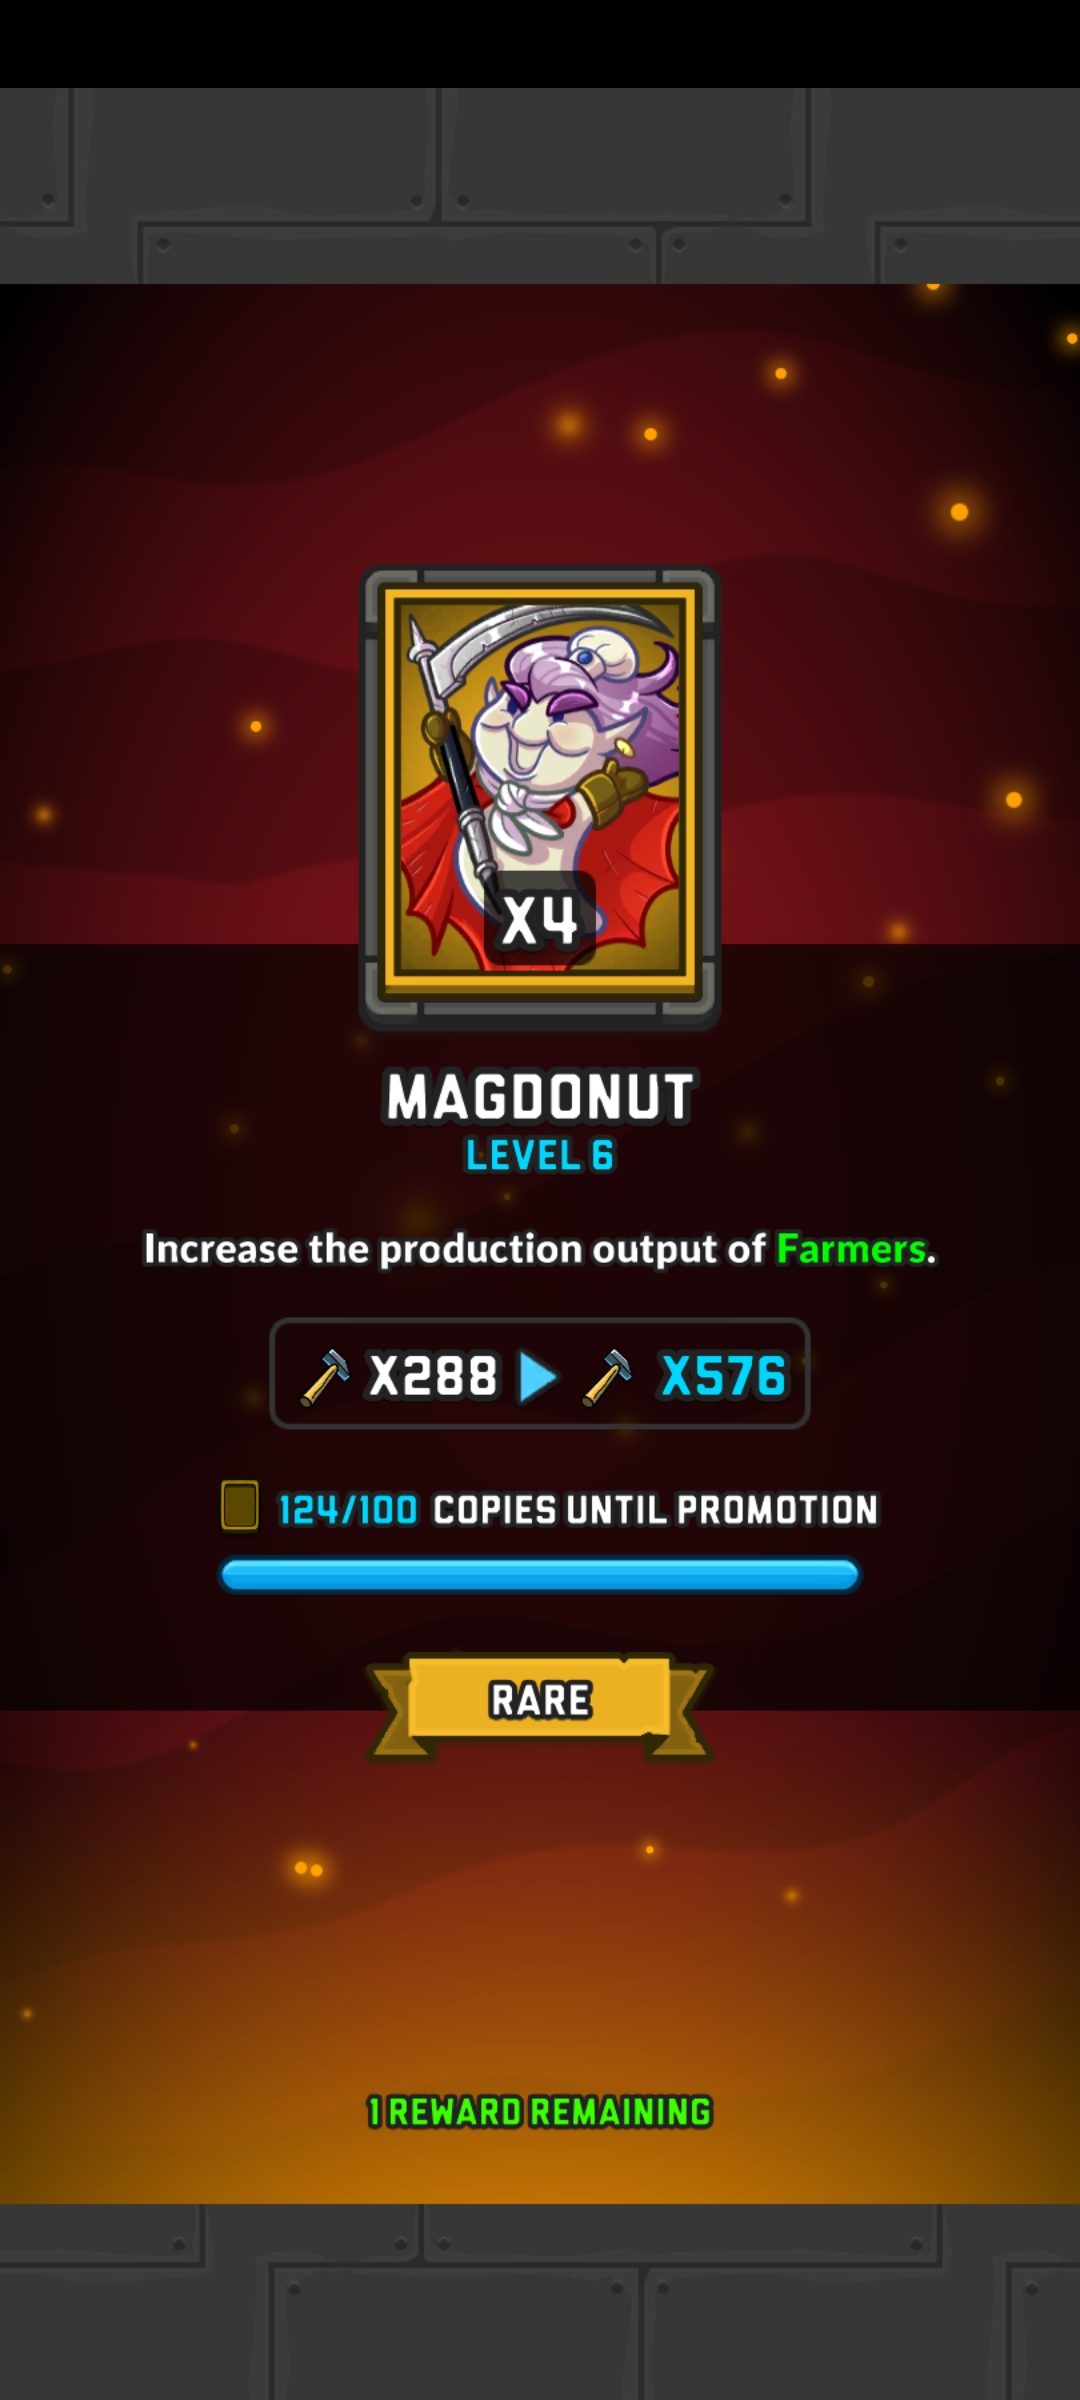 X4
MAGDONUT
LEVEL 6
Increase the production output of Farmers.
X288 X576
124/100 COPIES UNTIL PROMOTION
RARE
1 REWARD REMAINING